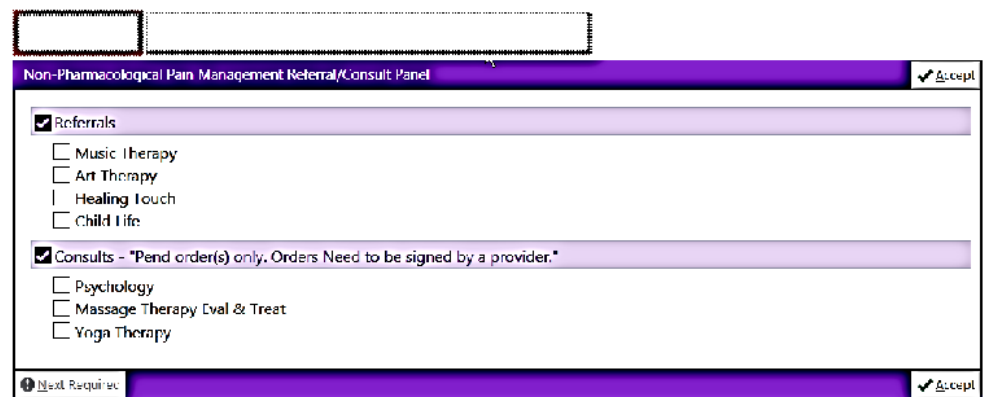 Non-Pharmacological Pain Management Referral/Consult Panel
Accept
Referrals
Music Therapy
Art Therapy
Healing Touch
Child Life
Consults - "Pend order(s) only. Orders Need to be signed by a provider."
Psychology
Massage Therapy Eval & Treat
Yoga Therapy
Next Required
Accept